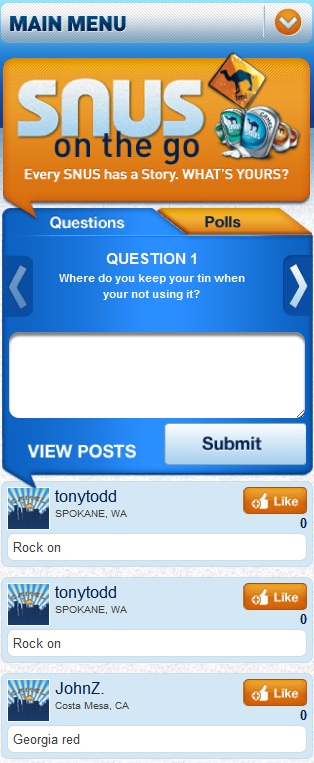 MAIN MENU
SNUS
on the go
Every SNUS has a Story. WHAT'S YOURS?
Questions
Polls
QUESTION 1
Where do you keep your tin when
your not using it?
VIEW POSTS
Submit
tonytodd
Like
SPOKANE, WA
0
Rock on
tonytodd
Like
SPOKANE, WA
0
Rock on
JohnZ.
Like
Costa Mesa, CA
0
Georgia red